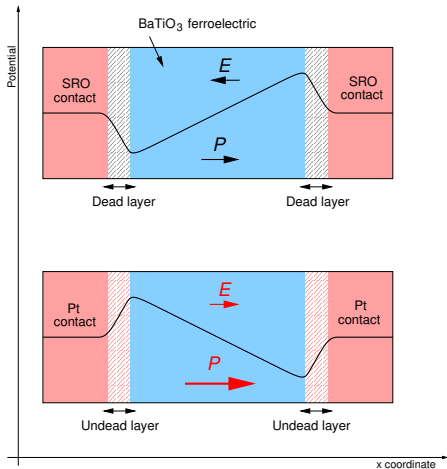 BaTiO3 ferroelectric
Potential
SRO
contact
E
P
SRO
contact
Dead layer
Dead layer
Pt
contact
E
P
Pt
contact
Undead layer
Undead layer
x coordinate